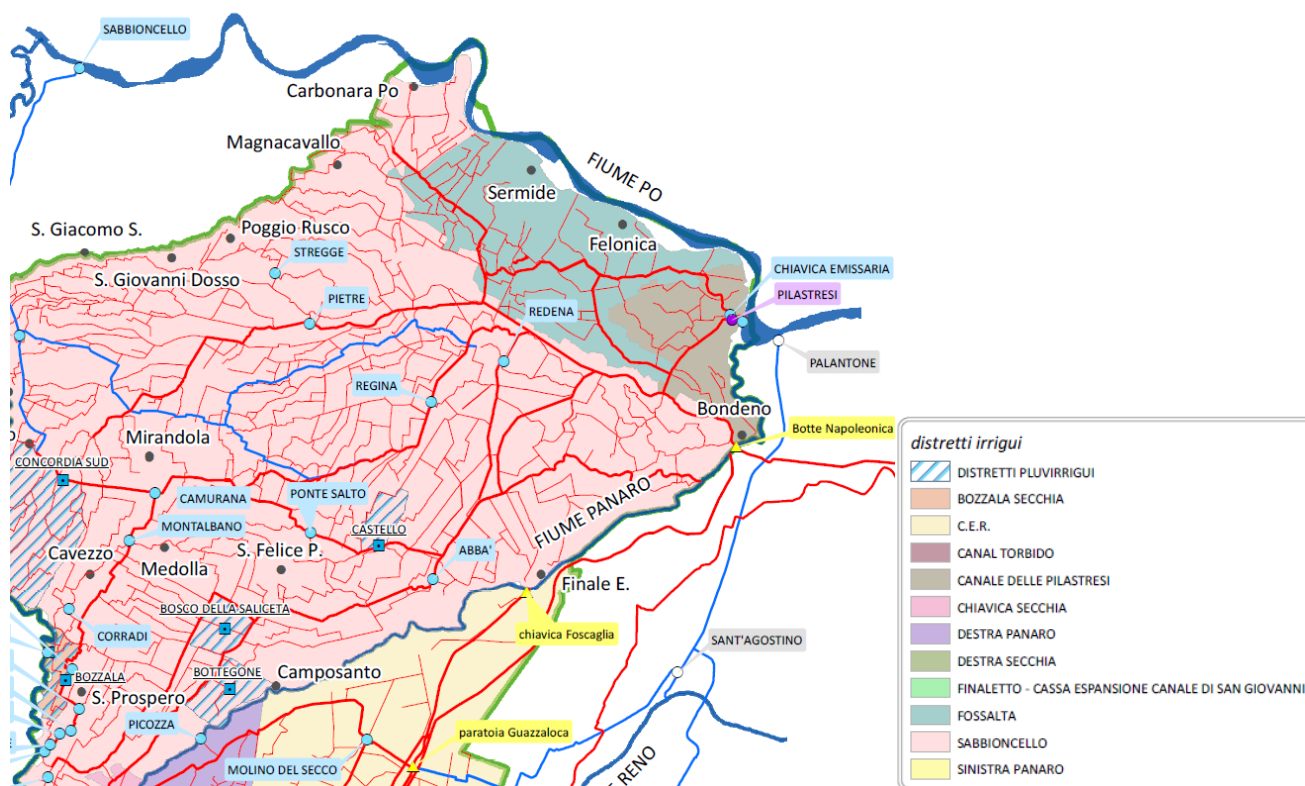 SABBIONCELLO
Carbonara Po
Magnacavallo
FIUME PO
Sermide
S. Giacomo S.
Poggio Rusco
Felonica
STREGGE
S. Giovanni Dosso
CHIAVICA EMISSARIA
PILASTRESI
PIETRE
REDENA
PALANTONE
REGINA
Bondeno
Botte Napoleonica
Mirandola
CONCORDIA SUD
CAMURANA
PONTE SALTO
MONTALBANO
CASTELLO
FIUME PANARO
Cavezzo
S. Felice P.
ABBA'
Medolla
Finale E.
BOSCO DELLA SALICETA
chiavica Foscaglia
CORRADI
SANT'AGOSTINO
BOZZALA
BOTTEGONE
Camposanto
S. Prospero
PICOZZA
paratoia Guazzaloca
MOLINO DEL SECCO
RENO
distretti irrigui
DISTRETTI PLUVIRRIGUI
BOZZALA SECCHIA
C.E.R.
CANAL TORBIDO
CANALE DELLE PILASTRESI
CHIAVICA SECCHIA
DESTRA PANARO
DESTRA SECCHIA
FINALETTO - CASSA ESPANSIONE CANALE DI SAN GIOVANNI
FOSSALTA
SABBIONCELLO
SINISTRA PANARO